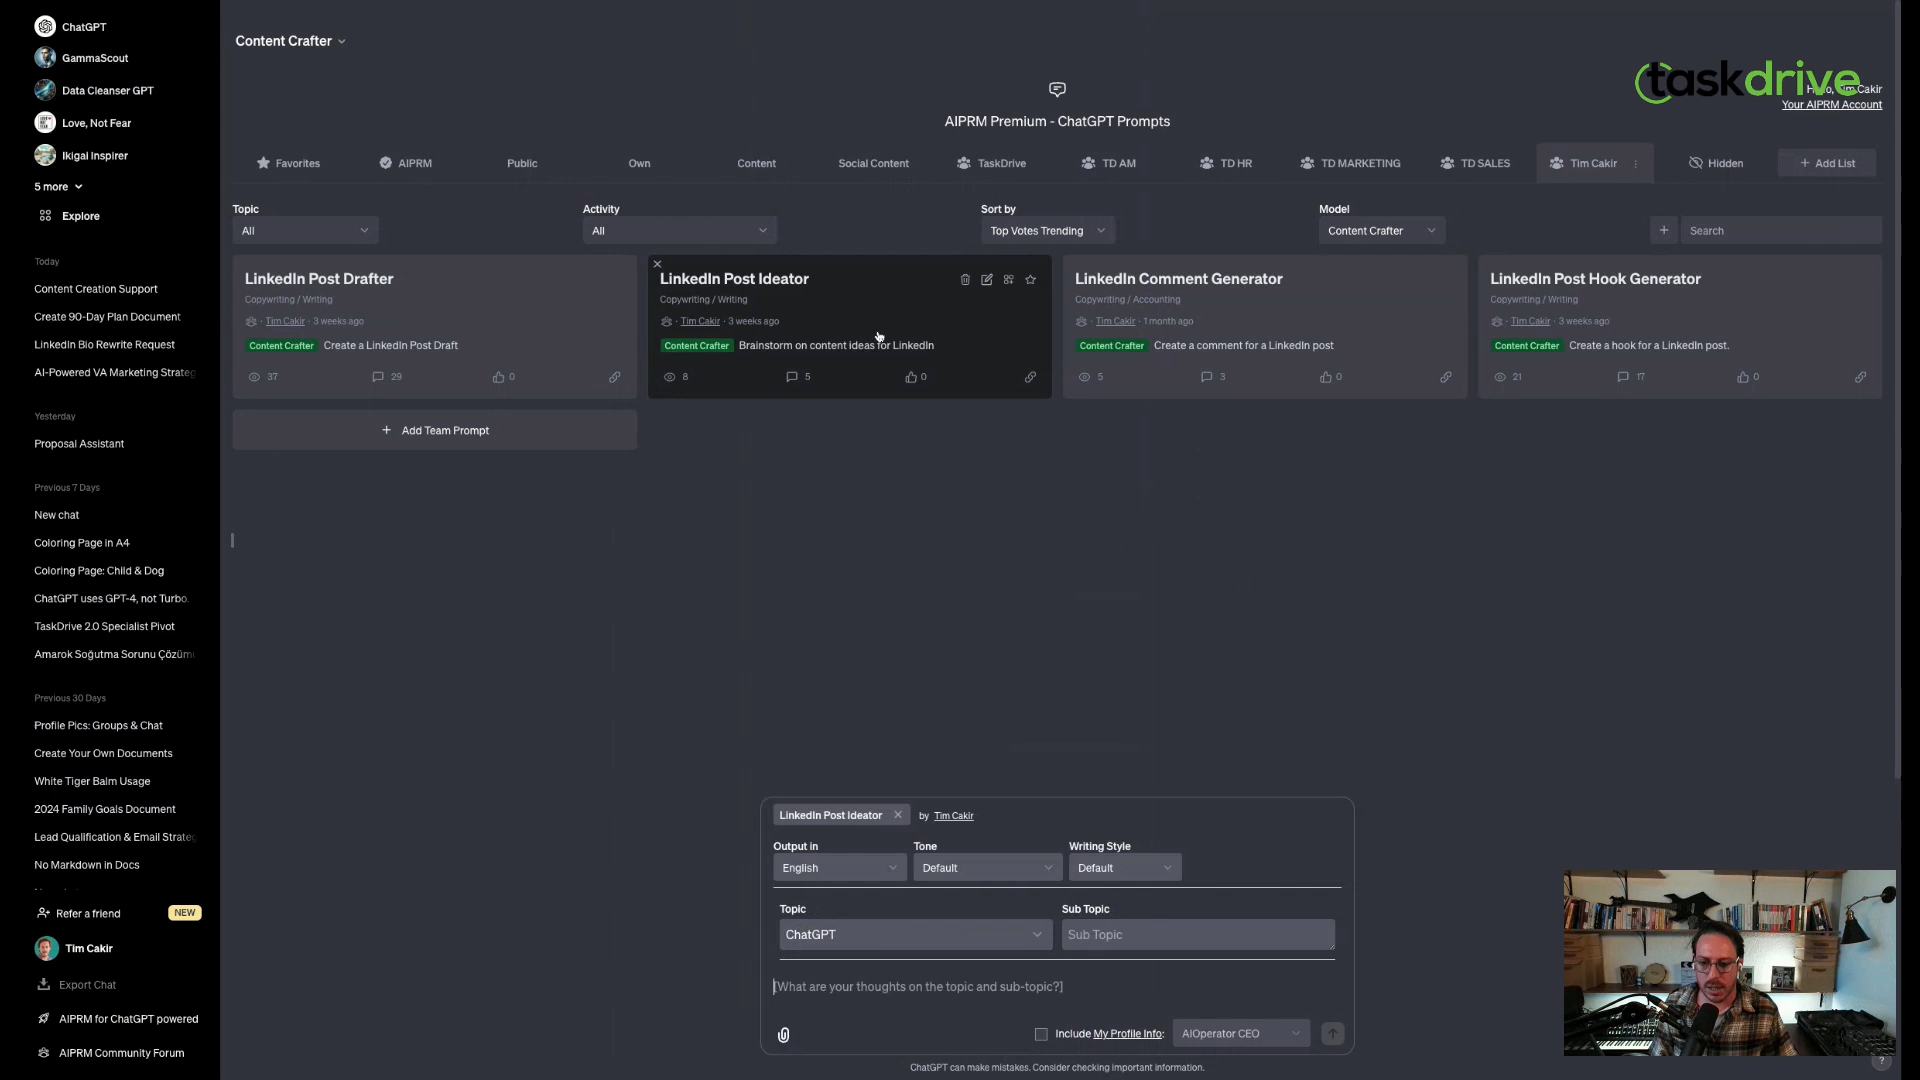 ChatGPT
GammaScout
Data Cleanser GPT
Love, Not Fear
Ikigai Inspirer
5 more
Explore
Today
Content Creation Support
Create 90-Day Plan Document
LinkedIn Bio Rewrite Request
AI-Powered VA Marketing Strateg
Yesterday
Proposal Assistant
Previous 7 Days
New chat
Coloring Page in A4
Coloring Page: Child & Dog
ChatGPT uses GPT-4, not Turbo.
TaskDrive 2.0 Specialist Pivot
Amarok Soğutma Sorunu Çözüm
Previous 30 Days
Profile Pics: Groups & Chat
Create Your Own Documents
White Tiger Balm Usage
2024 Family Goals Document
Lead Qualification & Email Strate
No Markdown in Docs
Refer a friend NEW
Tim Cakir
Export Chat
AIPRM for ChatGPT powered
AIPRM Community Forum
Content Crafter
taskdrive
Cakir
Your AIPRM Account
AIPRM Premium - ChatGPT Prompts
Favorites AIPRM Public Own Content Social Content TaskDrive TD AM TD HR TD MARKETING TD SALES Tim Cakir Hidden + Add List
Topic Activity Sort by Model
All All Top Votes Trending Content Crafter + Search
LinkedIn Post Drafter
Copywriting / Writing
· Tim Cakir · 3 weeks ago
Content Crafter Create a LinkedIn Post Draft
37 29 0
LinkedIn Post Ideator
Copywriting / Writing
· Tim Cakir · 3 weeks ago
Content Crafter Brainstorm on content ideas for LinkedIn
8 5 0
LinkedIn Comment Generator
Copywriting / Accounting
· Tim Cakir · 1 month ago
Content Crafter Create a comment for a LinkedIn post
5 3 0
LinkedIn Post Hook Generator
Copywriting / Writing
· Tim Cakir · 3 weeks ago
Content Crafter Create a hook for a LinkedIn post.
21 17 0
+ Add Team Prompt
LinkedIn Post Ideator by Tim Cakir
Output in Tone Writing Style
English Default Default
Topic Sub Topic
ChatGPT Sub Topic
[What are your thoughts on the topic and sub-topic?]
Include My Profile Info: AIOperator CEO
ChatGPT can make mistakes. Consider checking important information.
?